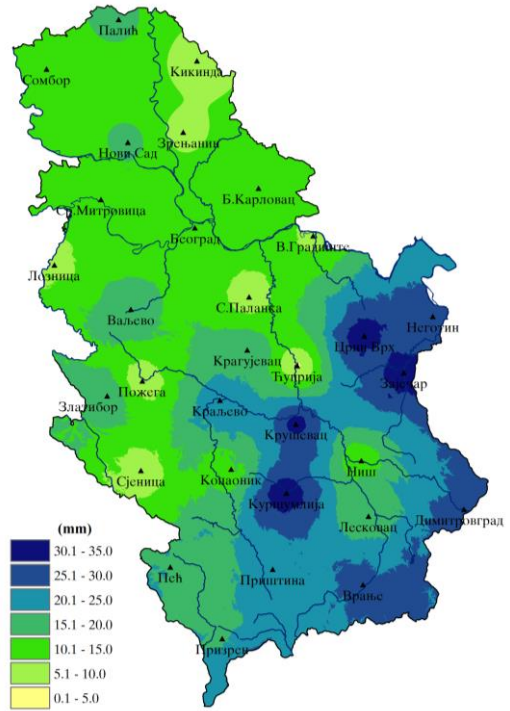 Палић
Кикинда
Сомбор
Зрењанин
Нови Сад
Б.Карловац
Ср.Митровица
Београд
В.Градиште
Лозница
С.Паланка
Ваљево
Неготин
Црни Врх
Крагујевац
Ћуприја
Зајечар
Пожега
Златибор
Краљево
Крушевац
Ниш
Сјеница
Копаоник
Куршумлија
Лесковац
Димитровград
(mm)
30.1 - 35.0
25.1 - 30.0
20.1 - 25.0
15.1 - 20.0
10.1 - 15.0
5.1 - 10.0
0.1 - 5.0
Пећ
Приштина
Врање
Призрен